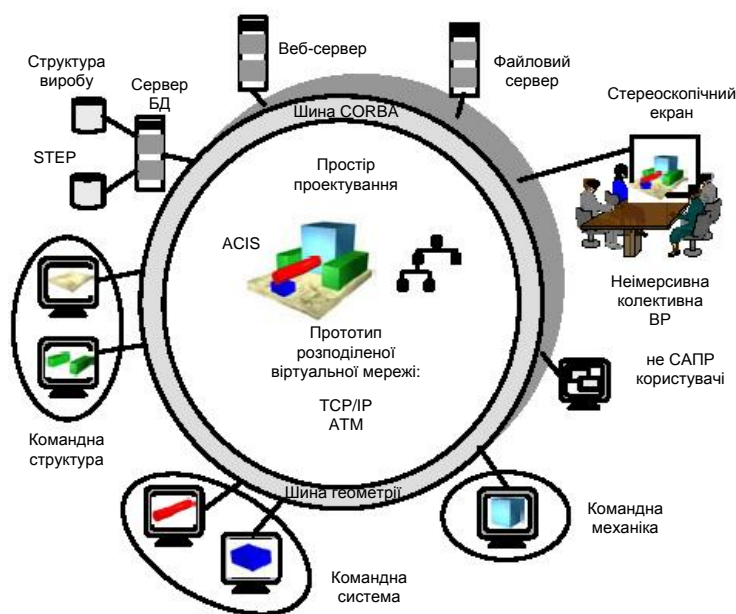 Структура
виробу
Сервер
БД
STEP
Веб-сервер
Файловий
сервер
Шина CORBA
Стереоскопічний
екран
Простір
проектування
ACIS
Неімерсивна
колективна
ВР
Прототип
розподіленої
віртуальної мережі:
TCP/IP
ATM
не САПР
користувачі
Командна
структура
Шина геометрії
Командна
механіка
Командна
система